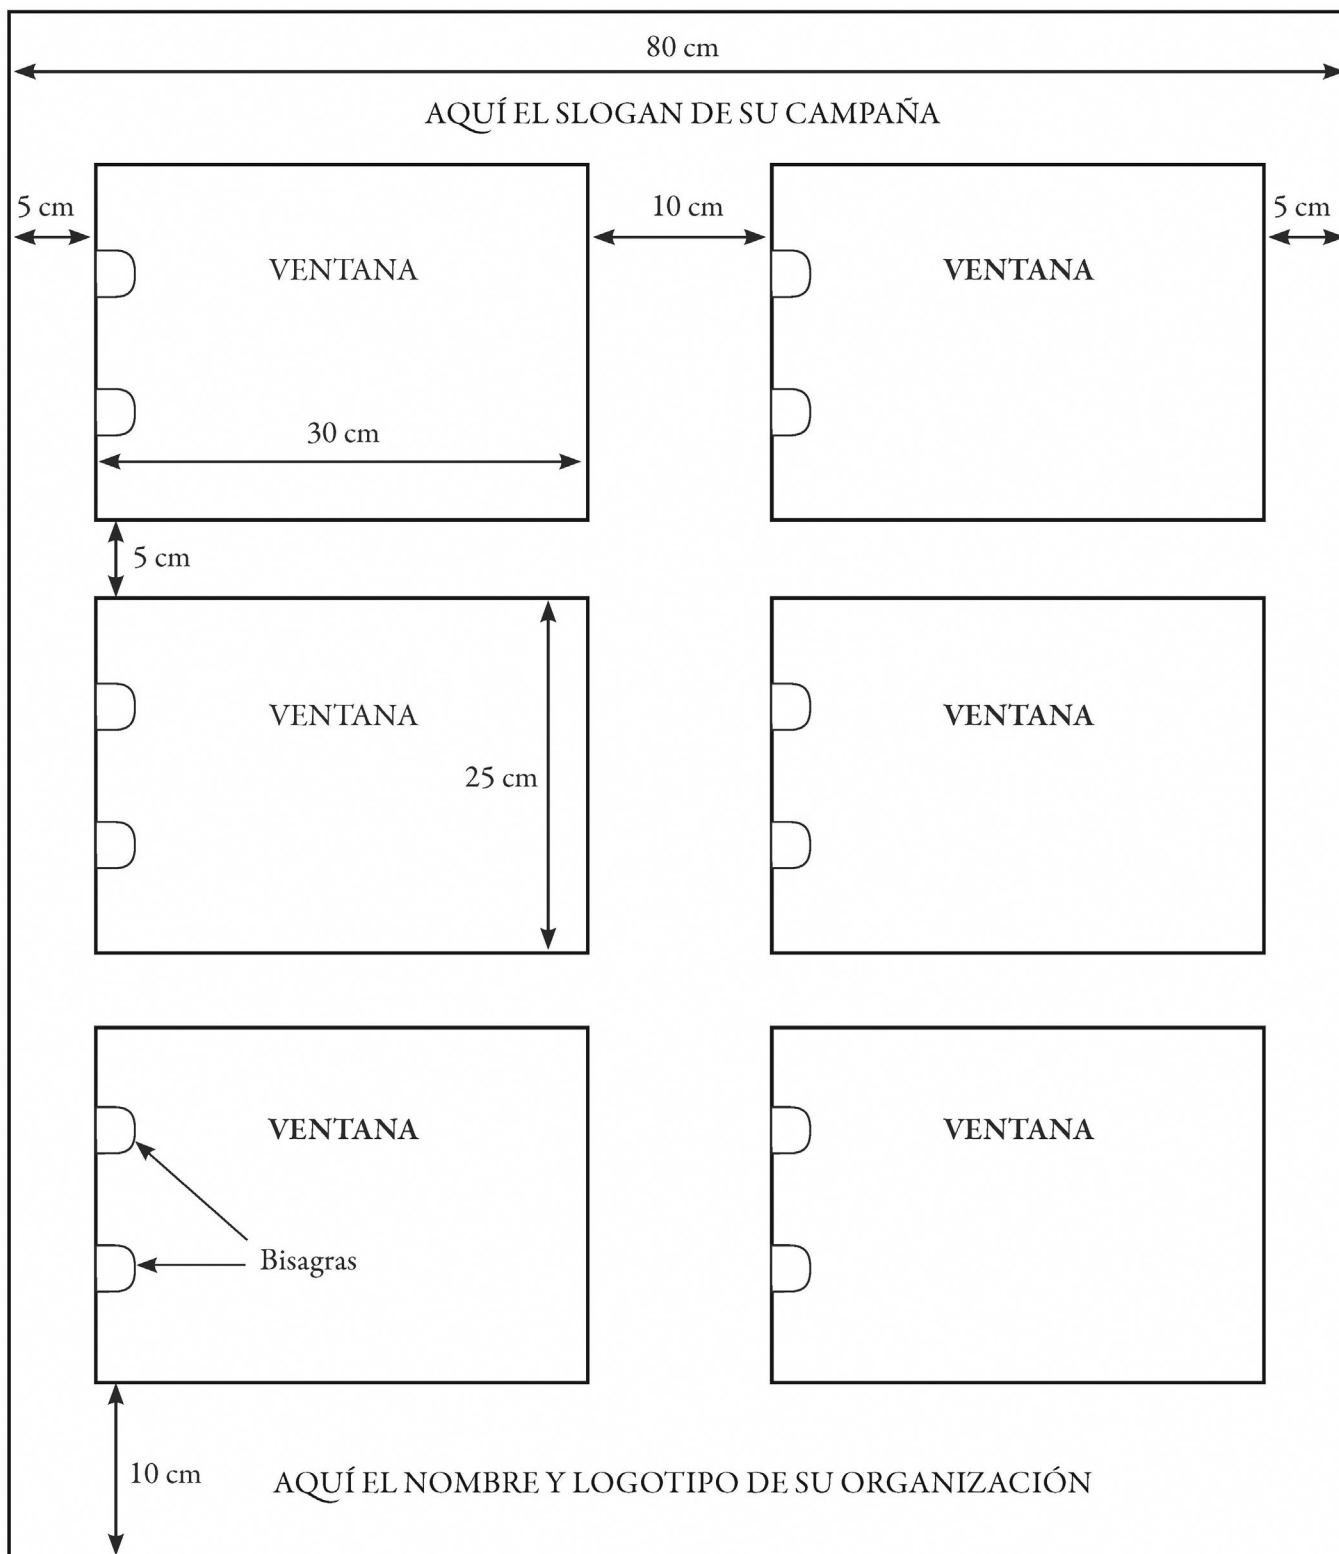 80 cm
AQUÍ EL SLOGAN DE SU CAMPAÑA
5 cm
10 cm
5 cm
VENTANA
VENTANA
30 cm
5 cm
VENTANA
VENTANA
25 cm
VENTANA
VENTANA
Bisagras
10 cm
AQUÍ EL NOMBRE Y LOGOTIPO DE SU ORGANIZACIÓN